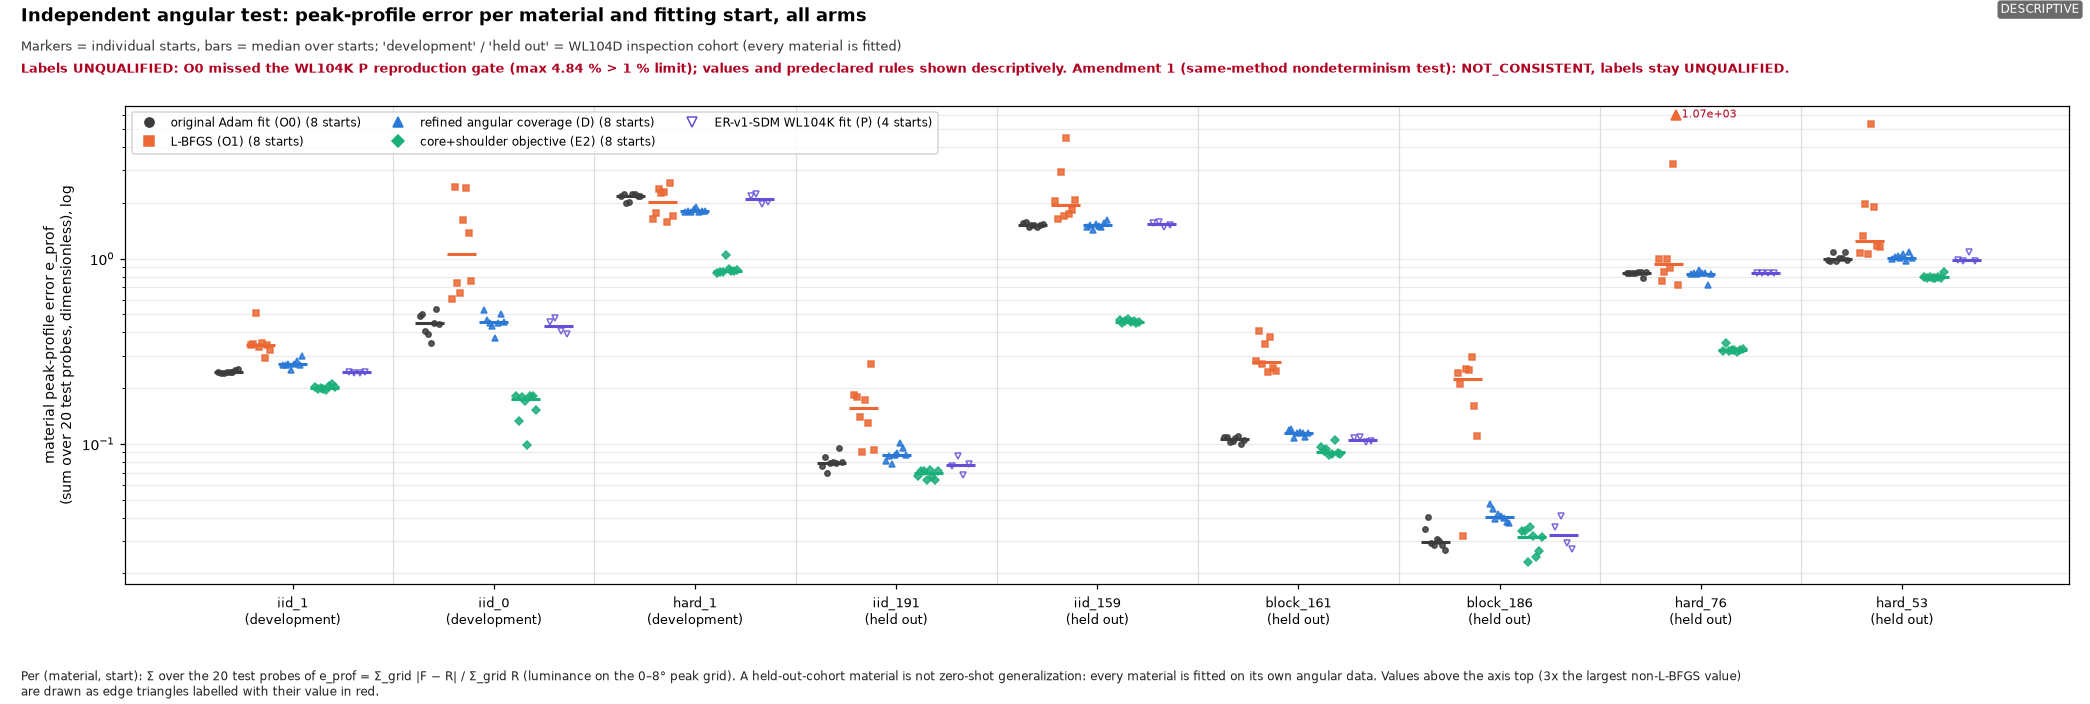 Independent angular test: peak-profile error per material and fitting start, all arms
DESCRIPTIVE
Markers = individual starts, bars = median over starts; 'development' / 'held out' = WL104D inspection cohort (every material is fitted)
Labels UNQUALIFIED: O0 missed the WL104K P reproduction gate (max 4.84 % > 1 % limit); values and predeclared rules shown descriptively. Amendment 1 (same-method nondeterminism test): NOT_CONSISTENT, labels stay UNQUALIFIED.
original Adam fit (O0) (8 starts)
L-BFGS (O1) (8 starts)
refined angular coverage (D) (8 starts)
core+shoulder objective (E2) (8 starts)
ER-v1-SDM WL104K fit (P) (4 starts)
1.07e+03
material peak-profile error e_prof
(sum over 20 test probes, dimensionless), log
10⁰
10⁻¹
iid_1
(development)
iid_0
(development)
hard_1
(development)
iid_191
(held out)
iid_159
(held out)
block_161
(held out)
block_186
(held out)
hard_76
(held out)
hard_53
(held out)
Per (material, start): Σ over the 20 test probes of e_prof = Σ_grid |F − R| / Σ_grid R (luminance on the 0–8° peak grid). A held-out-cohort material is not zero-shot generalization: every material is fitted on its own angular data. Values above the axis top (3x the largest non-L-BFGS value)
are drawn as edge triangles labelled with their value in red.